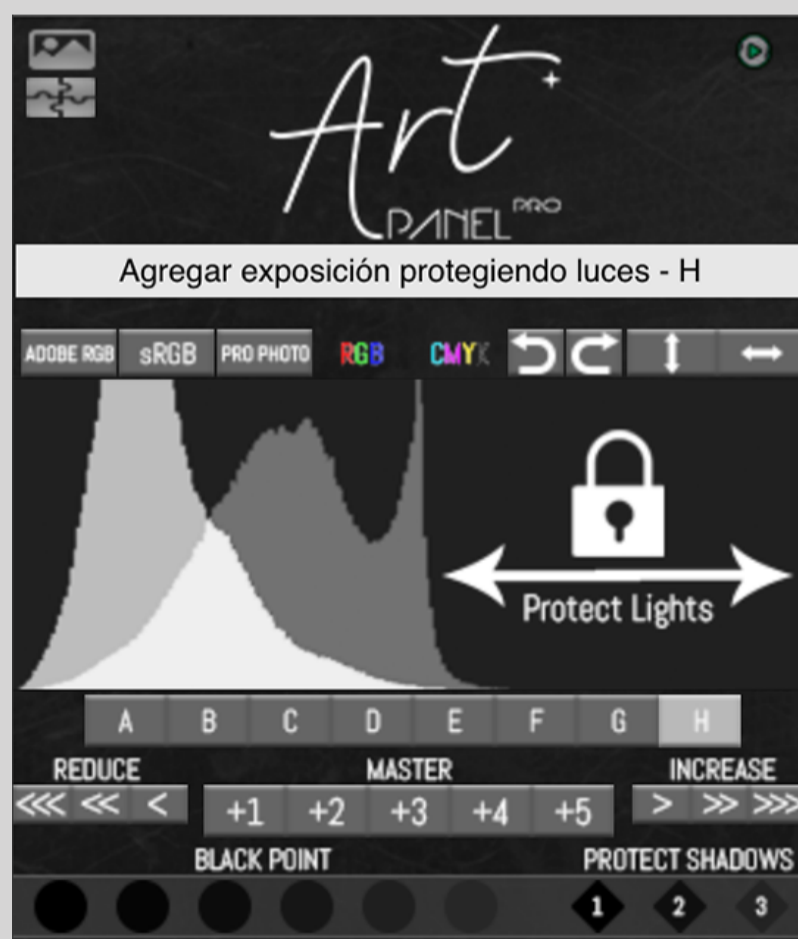 Art
PANEL PRO
Agregar exposición protegiendo luces - H
ADOBE RGB sRGB PRO PHOTO RGB CMYK
Protect Lights
A B C D E F G H
REDUCE MASTER INCREASE
<<< << < +1 +2 +3 +4 +5 > >> >>>
BLACK POINT PROTECT SHADOWS
1 2 3